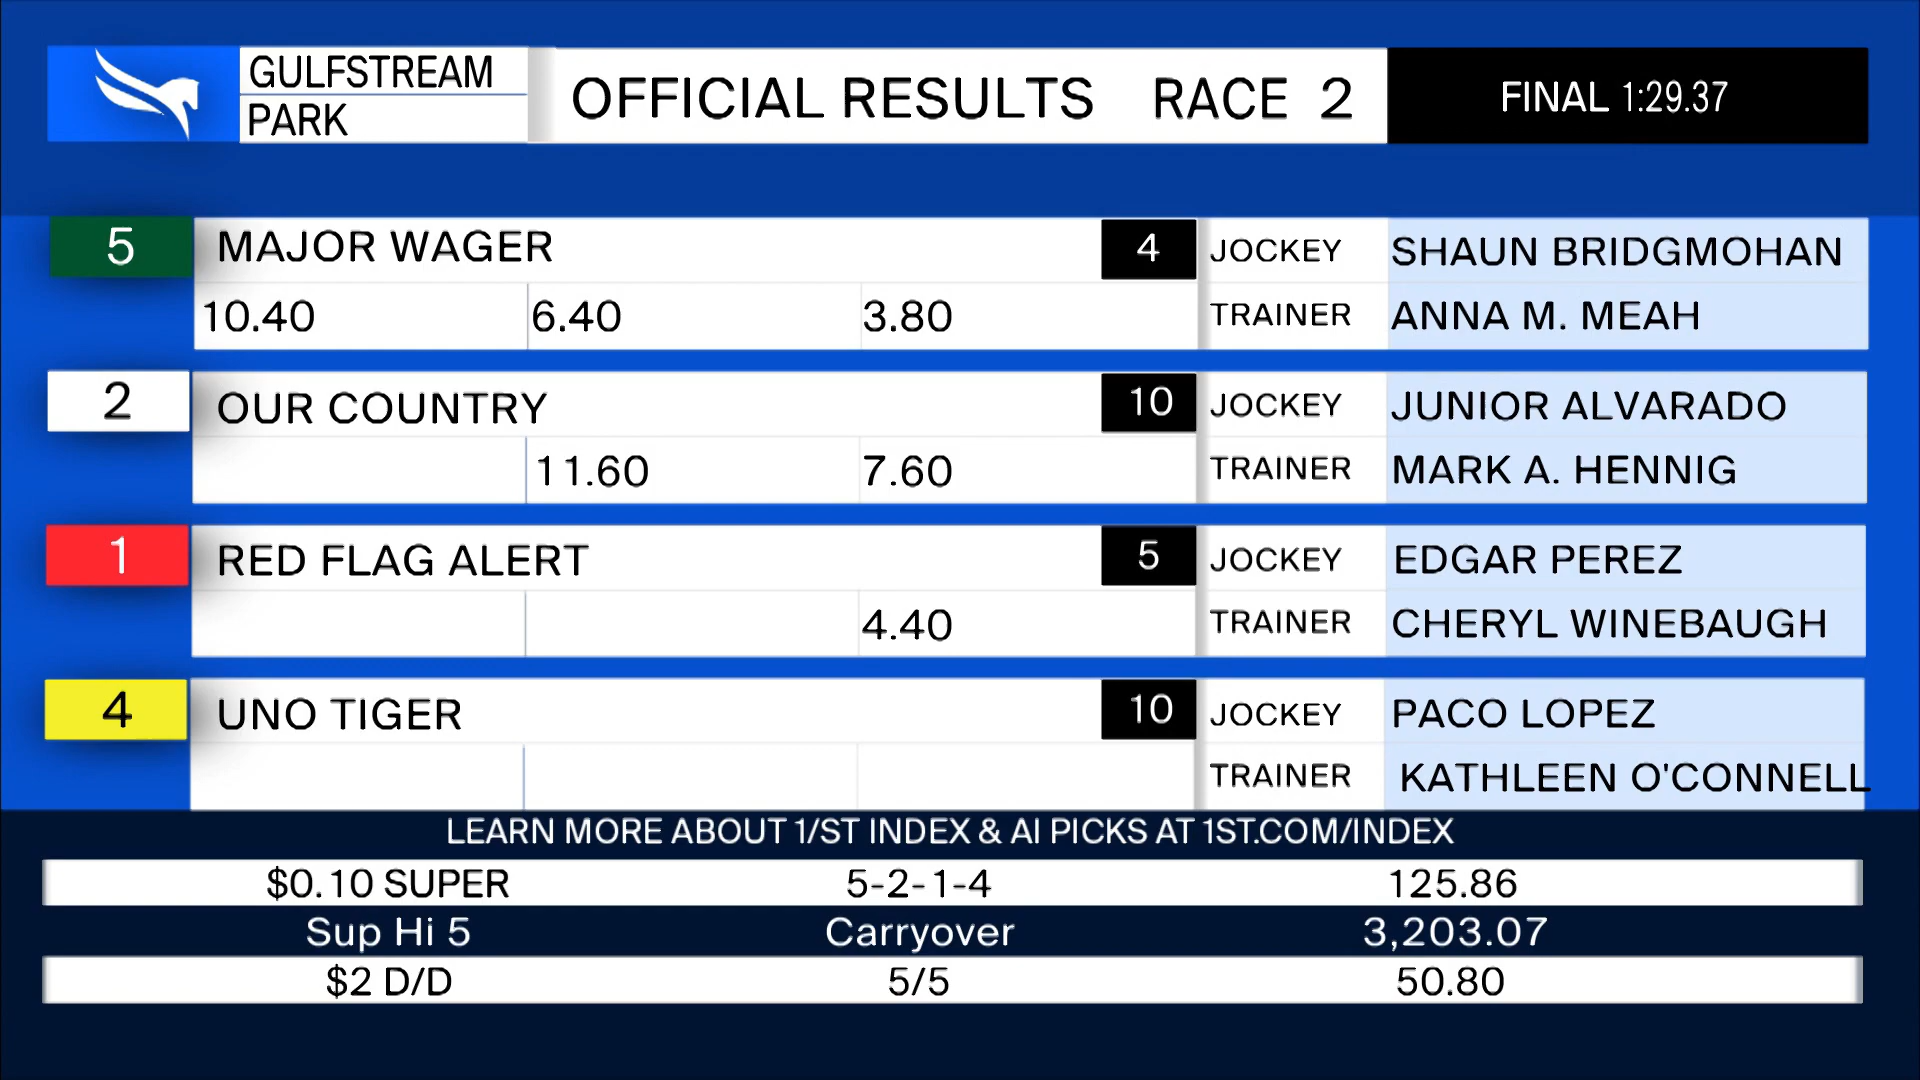 GULFSTREAM
PARK
OFFICIAL RESULTS RACE 2
FINAL 1:29.37
5 MAJOR WAGER 4 JOCKEY SHAUN BRIDGMOHAN
10.40 6.40 3.80 TRAINER ANNA M. MEAH
2 OUR COUNTRY 10 JOCKEY JUNIOR ALVARADO
11.60 7.60 TRAINER MARK A. HENNIG
1 RED FLAG ALERT 5 JOCKEY EDGAR PEREZ
4.40 TRAINER CHERYL WINEBAUGH
4 UNO TIGER 10 JOCKEY PACO LOPEZ
TRAINER KATHLEEN O'CONNELL
LEARN MORE ABOUT 1/ST INDEX & AI PICKS AT 1ST.COM/INDEX
$0.10 SUPER 5-2-1-4 125.86
Sup Hi 5 Carryover 3,203.07
$2 D/D 5/5 50.80